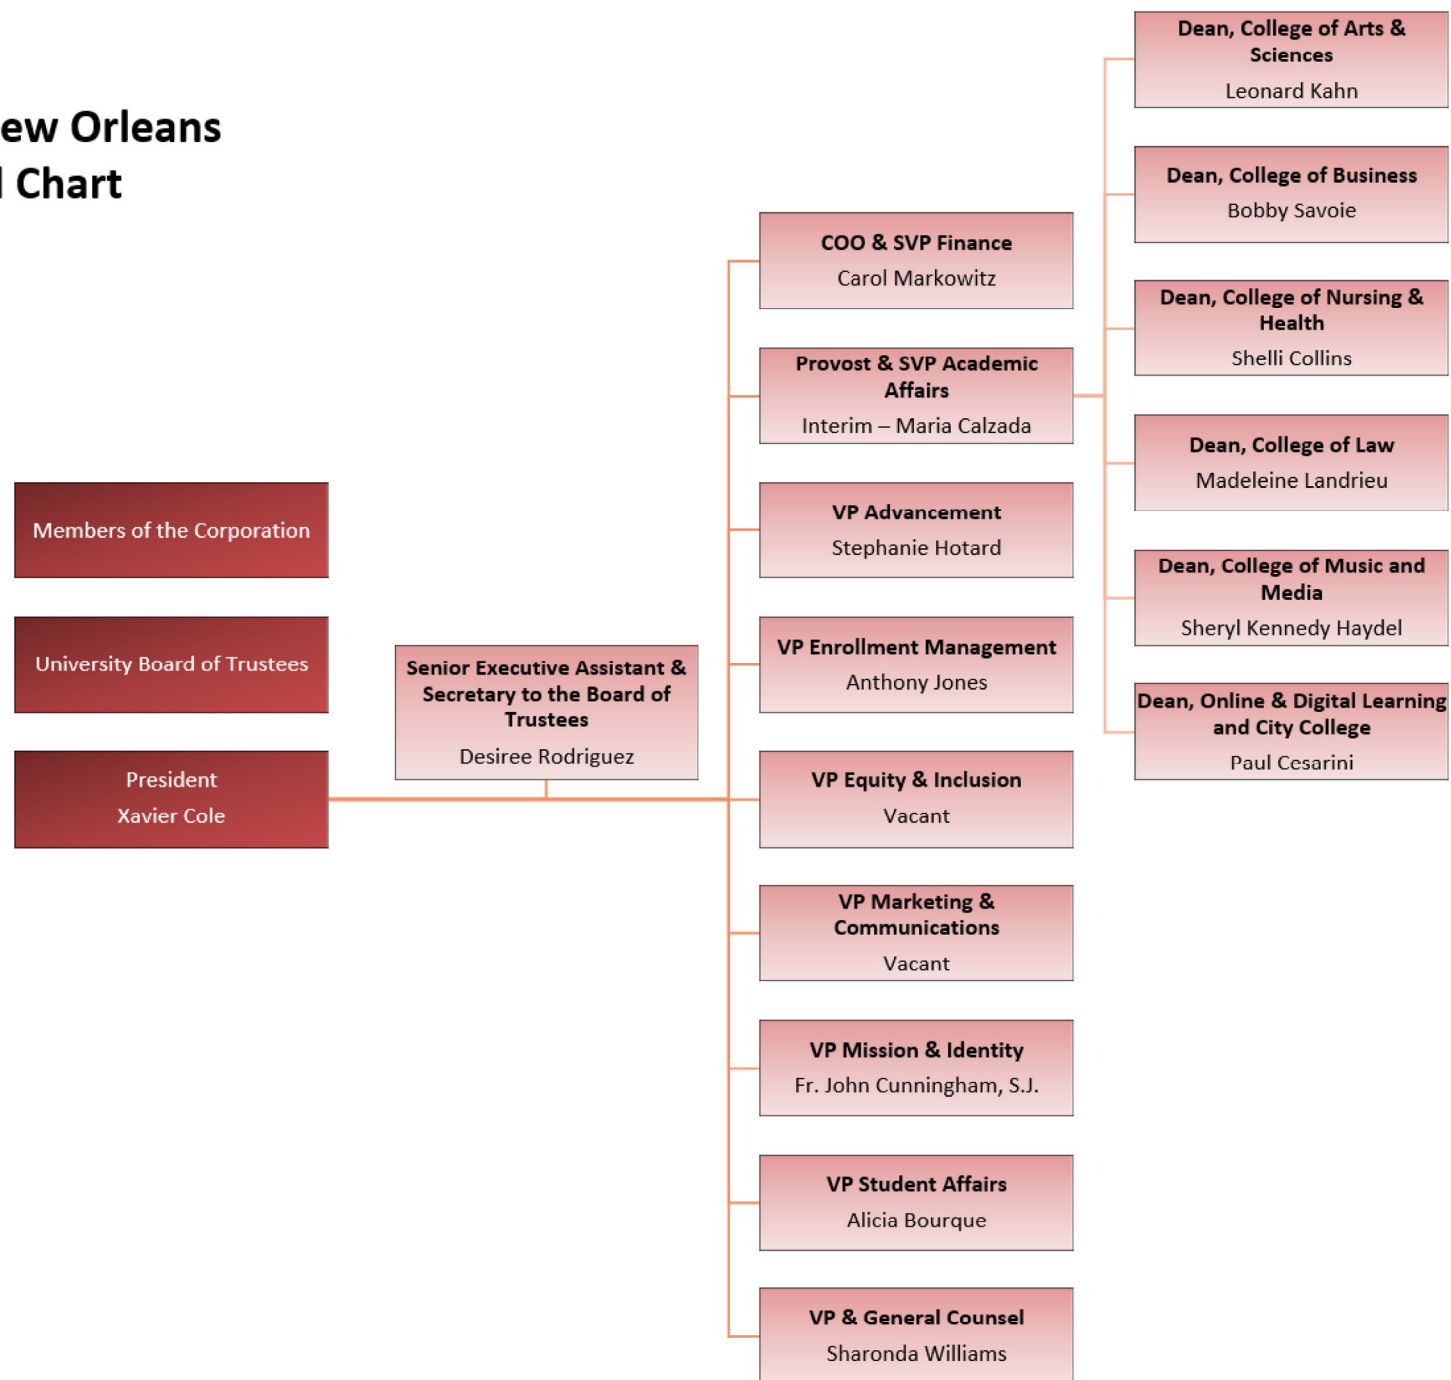 ew Orleans
Chart
Members of the Corporation
University Board of Trustees
President
Xavier Cole
Senior Executive Assistant &
Secretary to the Board of
Trustees
Desiree Rodriguez
COO & SVP Finance
Carol Markowitz
Provost & SVP Academic
Affairs
Interim – Maria Calzada
VP Advancement
Stephanie Hotard
VP Enrollment Management
Anthony Jones
VP Equity & Inclusion
Vacant
VP Marketing &
Communications
Vacant
VP Mission & Identity
Fr. John Cunningham, S.J.
VP Student Affairs
Alicia Bourque
VP & General Counsel
Sharonda Williams
Dean, College of Arts &
Sciences
Leonard Kahn
Dean, College of Business
Bobby Savoie
Dean, College of Nursing &
Health
Shelli Collins
Dean, College of Law
Madeleine Landrieu
Dean, College of Music and
Media
Sheryl Kennedy Haydel
Dean, Online & Digital Learning
and City College
Paul Cesarini